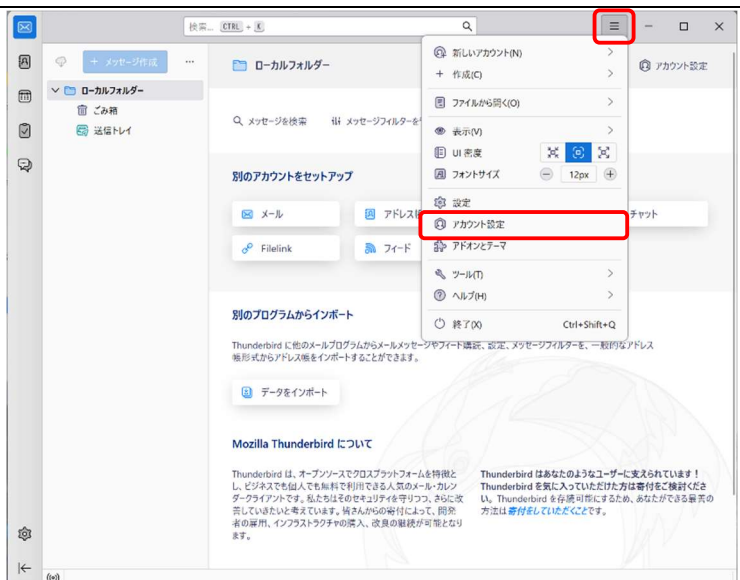 検索... CTRL + K
+ メッセージ作成 ...
ローカルフォルダー
ごみ箱
送信トレイ
ローカルフォルダー
アカウント設定
メッセージを検索 メッセージフィルターを
別のアカウントをセットアップ
メール
アドレス
チャット
Filelink
フィード
別のプログラムからインポート
Thunderbird に他のメールプログラムからメールメッセージやフィード購読、設定、メッセージフィルターを、一般的なアドレス
帳形式からアドレス帳をインポートすることができます。
データをインポート
Mozilla Thunderbird について
Thunderbird は、オープンソースでクロスプラットフォームを特徴と
し、ビジネスでも個人でも無料で利用できる人気のメール・カレン
ダークライアントです。私たちはそのセキュリティを守りつつ、さらに改
善していきたいと考えています。皆さんからの寄付によって、開発
者の雇用、インフラストラクチャの購入、改良の継続が可能となり
ます。
Thunderbird はあなたのようなユーザーに支えられています！
Thunderbird を気に入っていただけた方は寄付をご検討くださ
い。Thunderbird を存続可能にするため、あなたができる最善の
方法は寄付をしていただくことです。
新しいアカウント(N)
+ 作成(C)
ファイルから開く(O)
表示(V)
UI 密度
フォントサイズ 12px
設定
アカウント設定
アドオンとテーマ
ツール(T)
ヘルプ(H)
終了(X) Ctrl+Shift+Q